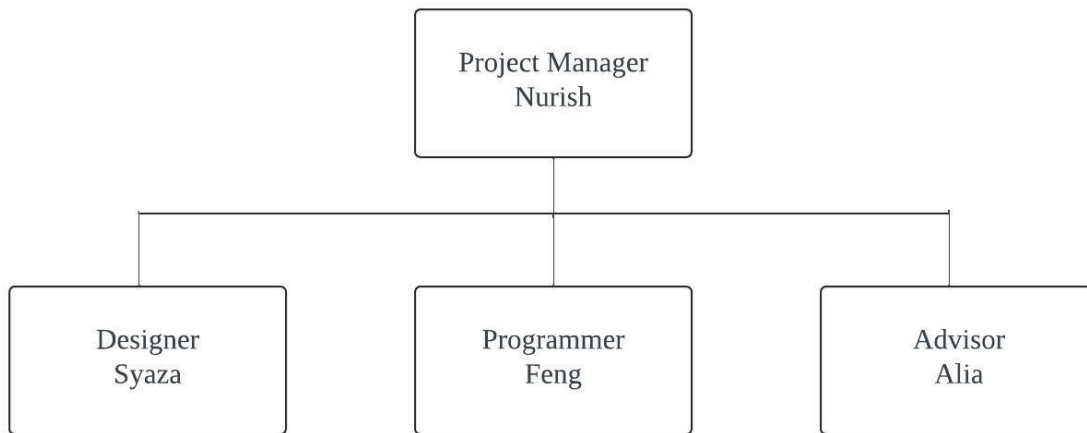 Project Manager
Nurish
Designer
Syaza
Programmer
Feng
Advisor
Alia